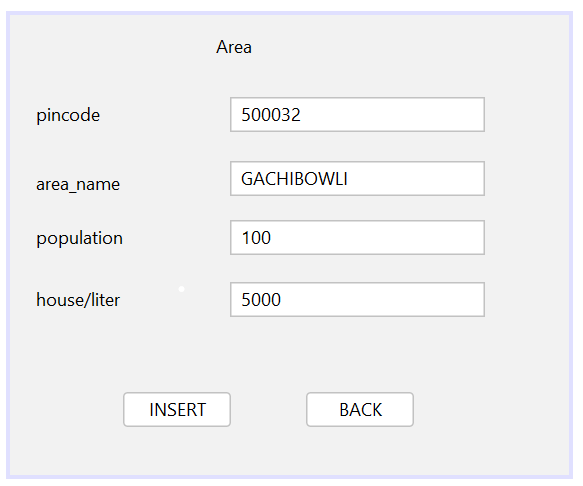 Area
pincode 500032
area_name GACHIBOWLI
population 100
house/liter 5000
INSERT BACK